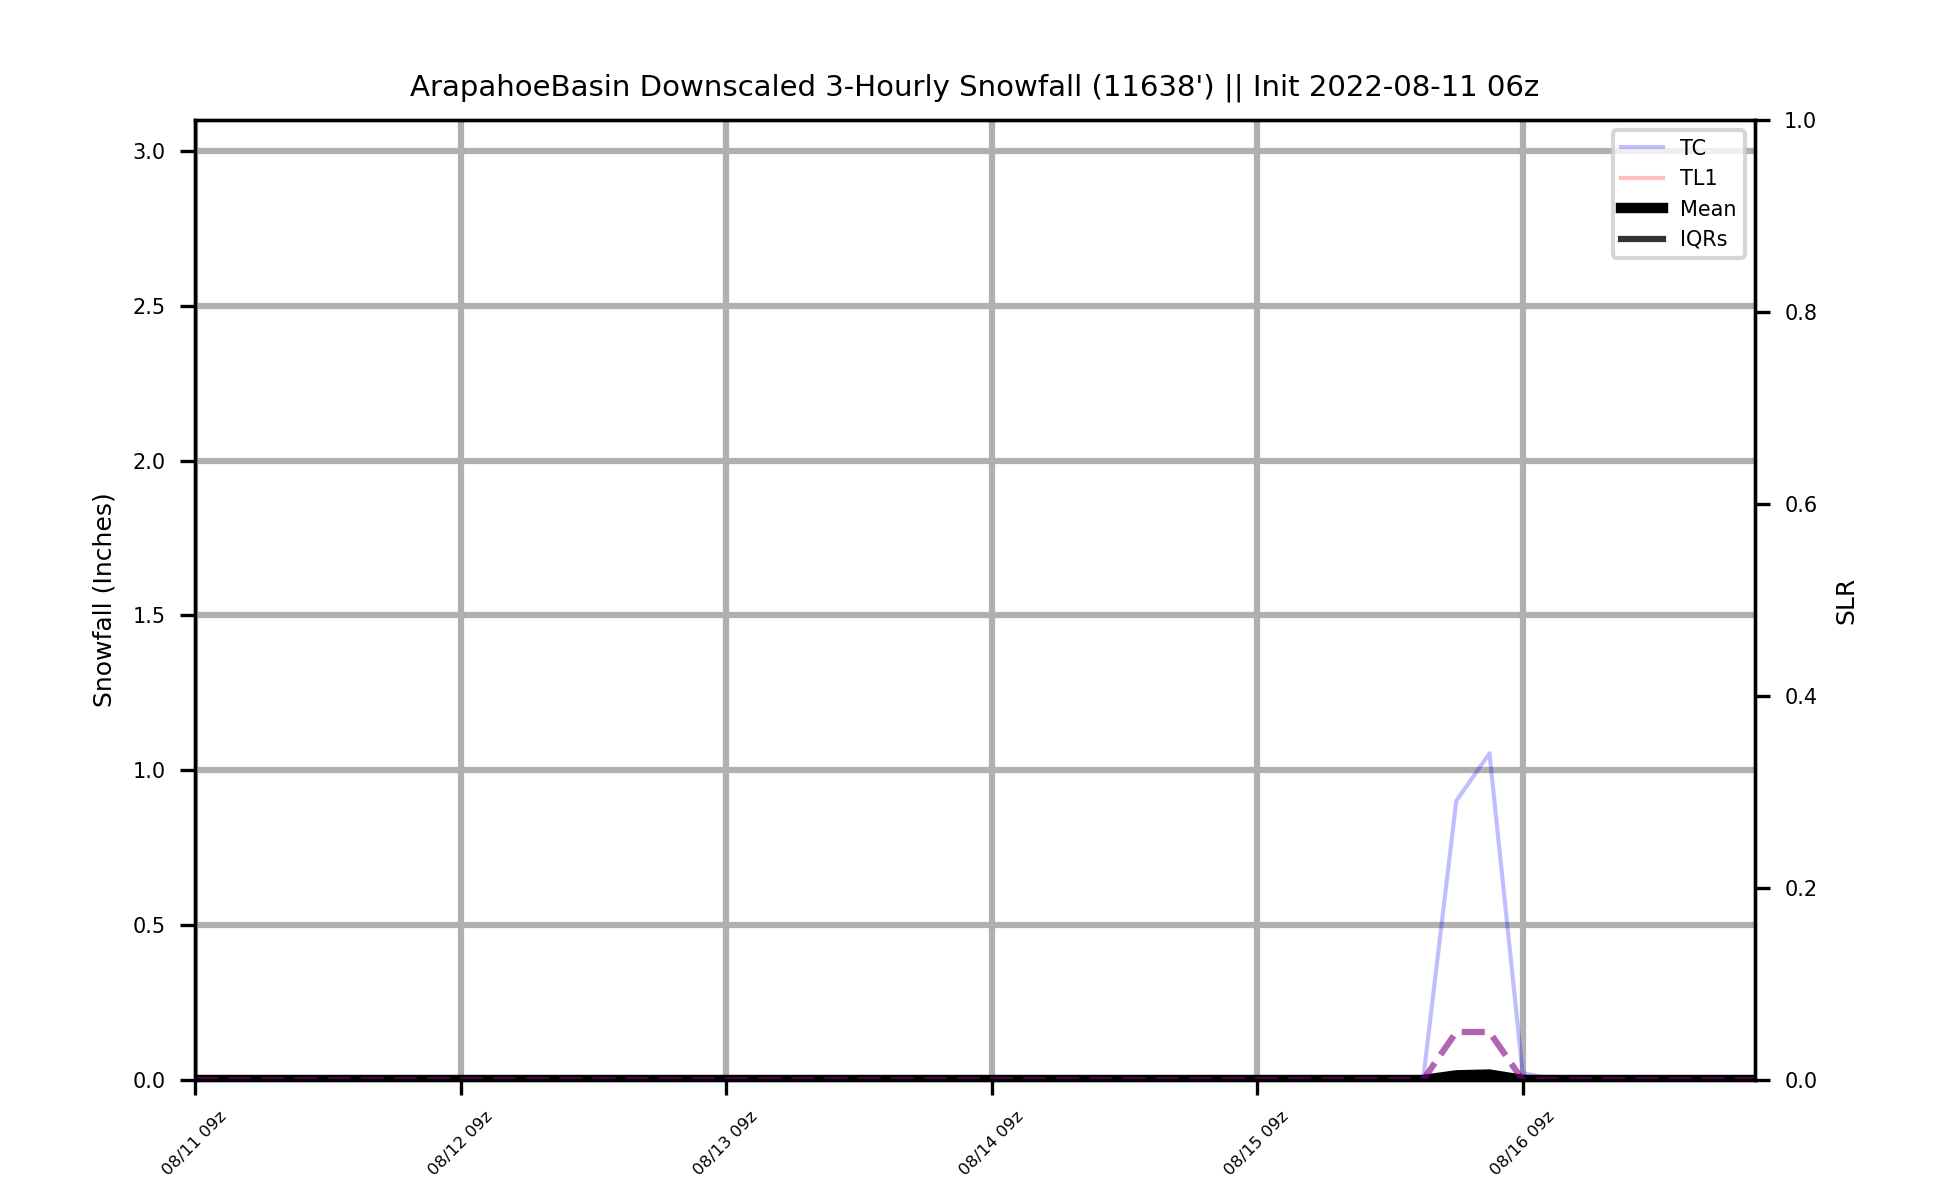 ArapahoeBasin Downscaled 3-Hourly Snowfall (11638') || Init 2022-08-11 06z
TC
TL1
Mean
IQRs
Snowfall (Inches)
3.0
2.5
2.0
1.5
1.0
0.5
0.0
1.0
0.8
0.6
0.4
0.2
0.0
SLR
08/11 09z
08/12 09z
08/13 09z
08/14 09z
08/15 09z
08/16 09z